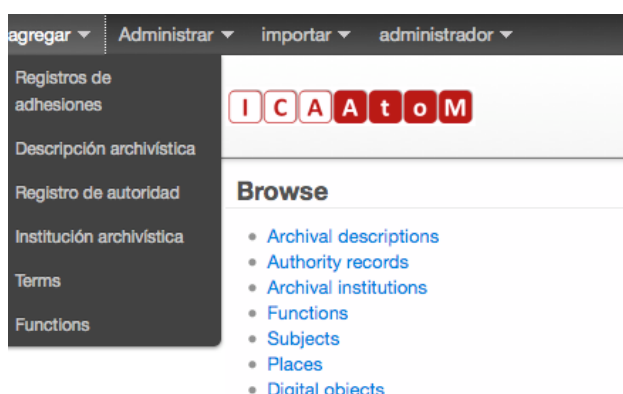 agregar Administrar importar administrador
Registros de
adhesiones
Descripción archivística
Registro de autoridad
Institución archivística
Terms
Functions
ICAAtoM
Browse
Archival descriptions
Authority records
Archival institutions
Functions
Subjects
Places
Digital objects